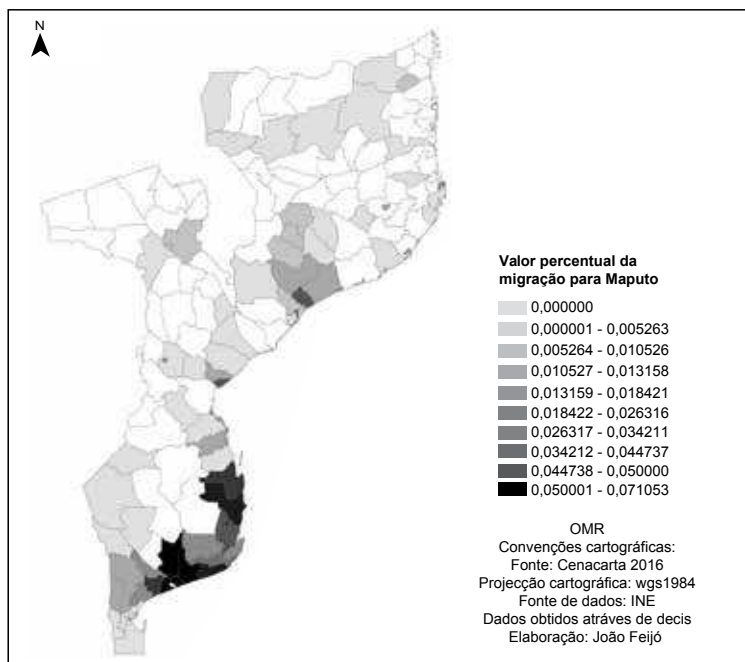 N
Valor percentual da
migração para Maputo
0,000000
0,000001 - 0,005263
0,005264 - 0,010526
0,010527 - 0,013158
0,013159 - 0,018421
0,018422 - 0,026316
0,026317 - 0,034211
0,034212 - 0,044737
0,044738 - 0,050000
0,050001 - 0,071053
OMR
Convenções cartográficas:
Fonte: Cenacarta 2016
Projecção cartográfica: wgs1984
Fonte de dados: INE
Dados obtidos atráves de decis
Elaboração: João Feijó